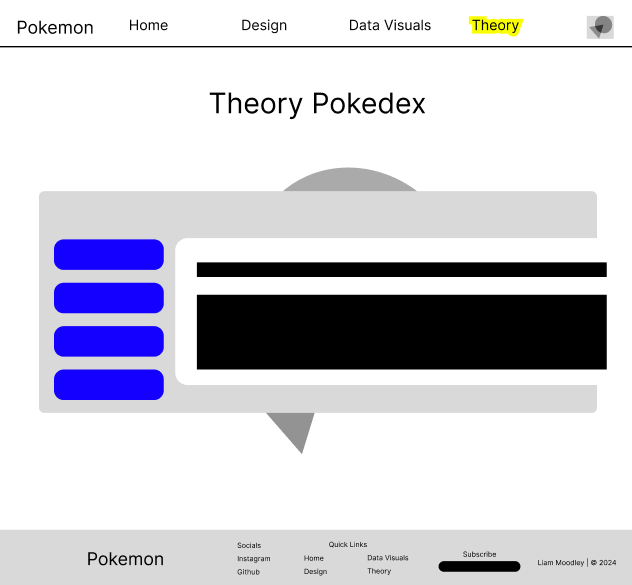 Pokemon Home Design Data Visuals Theory
Theory Pokedex
Socials
Instagram
Github
Quick Links
Home Data Visuals
Design Theory
Pokemon
Subscribe
Liam Moodley | © 2024